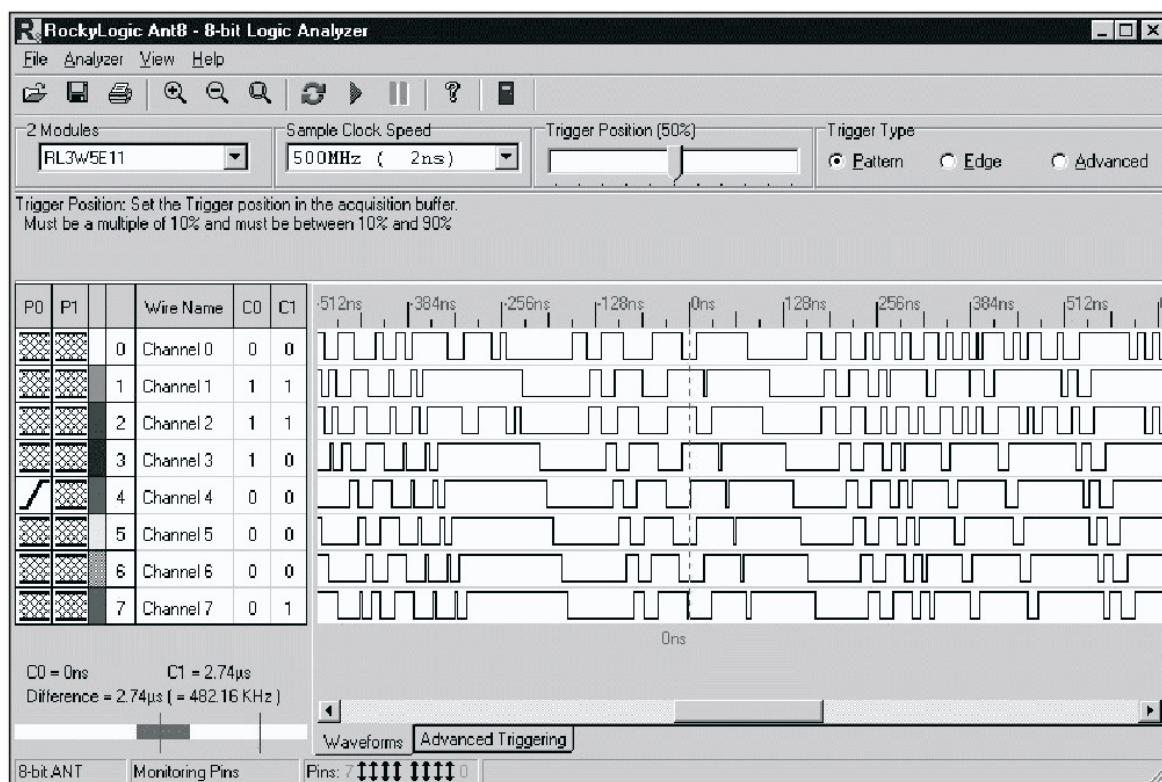 RockyLogic Ant8 - 8-bit Logic Analyzer
File Analyzer View Help
2 Modules
RL3W5E11
Sample Clock Speed
500MHz ( 2ns)
Trigger Position (50%)
Trigger Type
Pattern Edge Advanced
Trigger Position: Set the Trigger position in the acquisition buffer.
Must be a multiple of 10% and must be between 10% and 90%
P0 P1 Wire Name C0 C1
-512ns -384ns -256ns -128ns 0ns 128ns 256ns 384ns 512ns
0 Channel 0 0 0
1 Channel 1 1 1
2 Channel 2 1 1
3 Channel 3 1 0
4 Channel 4 0 0
5 Channel 5 0 0
6 Channel 6 0 0
7 Channel 7 0 1
0ns
C0 = 0ns C1 = 2.74µs
Difference = 2.74µs ( = 482.16 KHz )
Waveforms Advanced Triggering
8-bit ANT Monitoring Pins Pins: 7 0